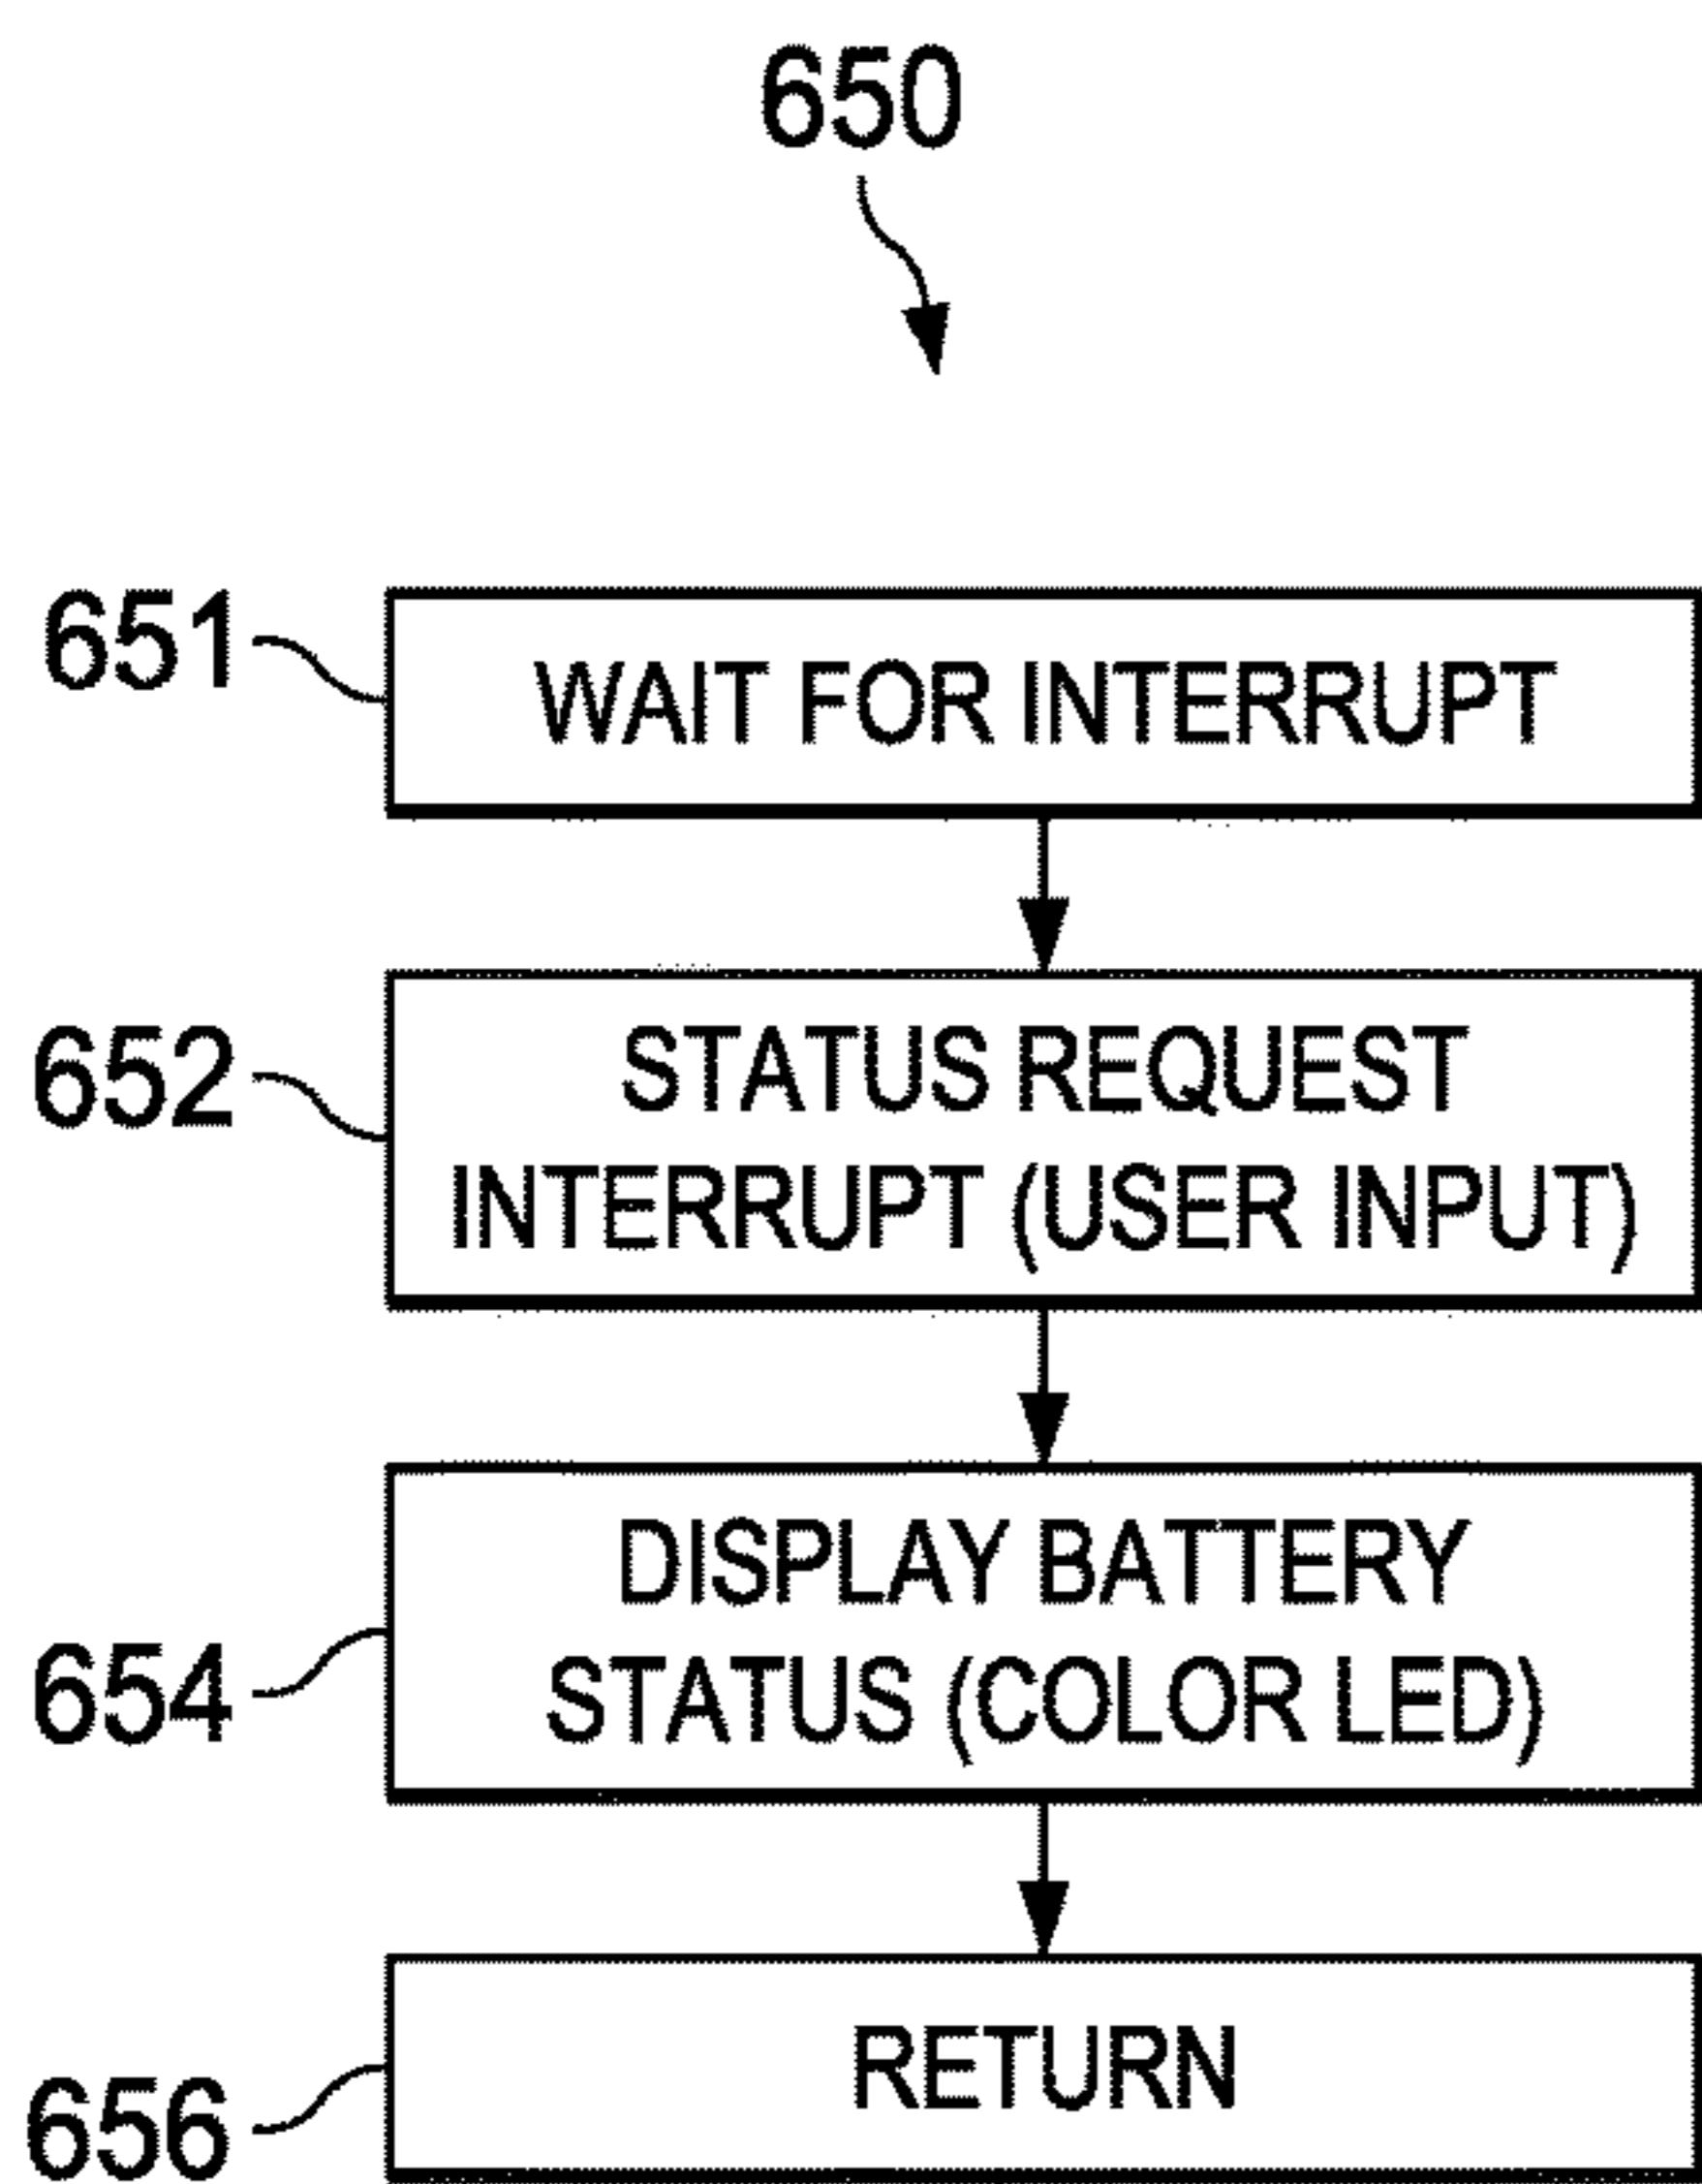 650
651
WAIT FOR INTERRUPT
652
STATUS REQUEST
INTERRUPT (USER INPUT)
654
DISPLAY BATTERY
STATUS (COLOR LED)
656
RETURN